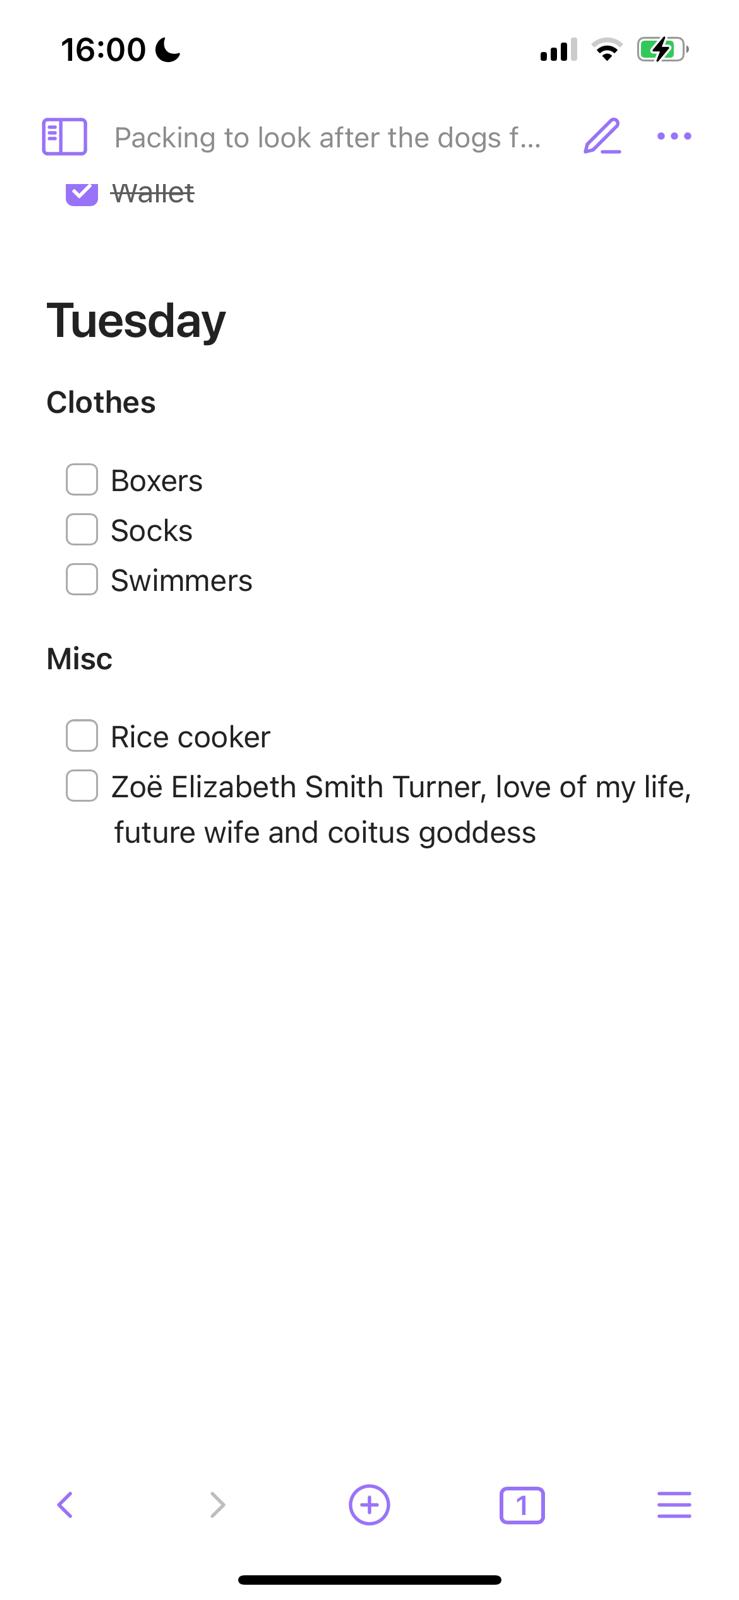 16:00
Packing to look after the dogs f...
Wallet
Tuesday
Clothes
Boxers
Socks
Swimmers
Misc
Rice cooker
Zoë Elizabeth Smith Turner, love of my life,
future wife and coitus goddess
1